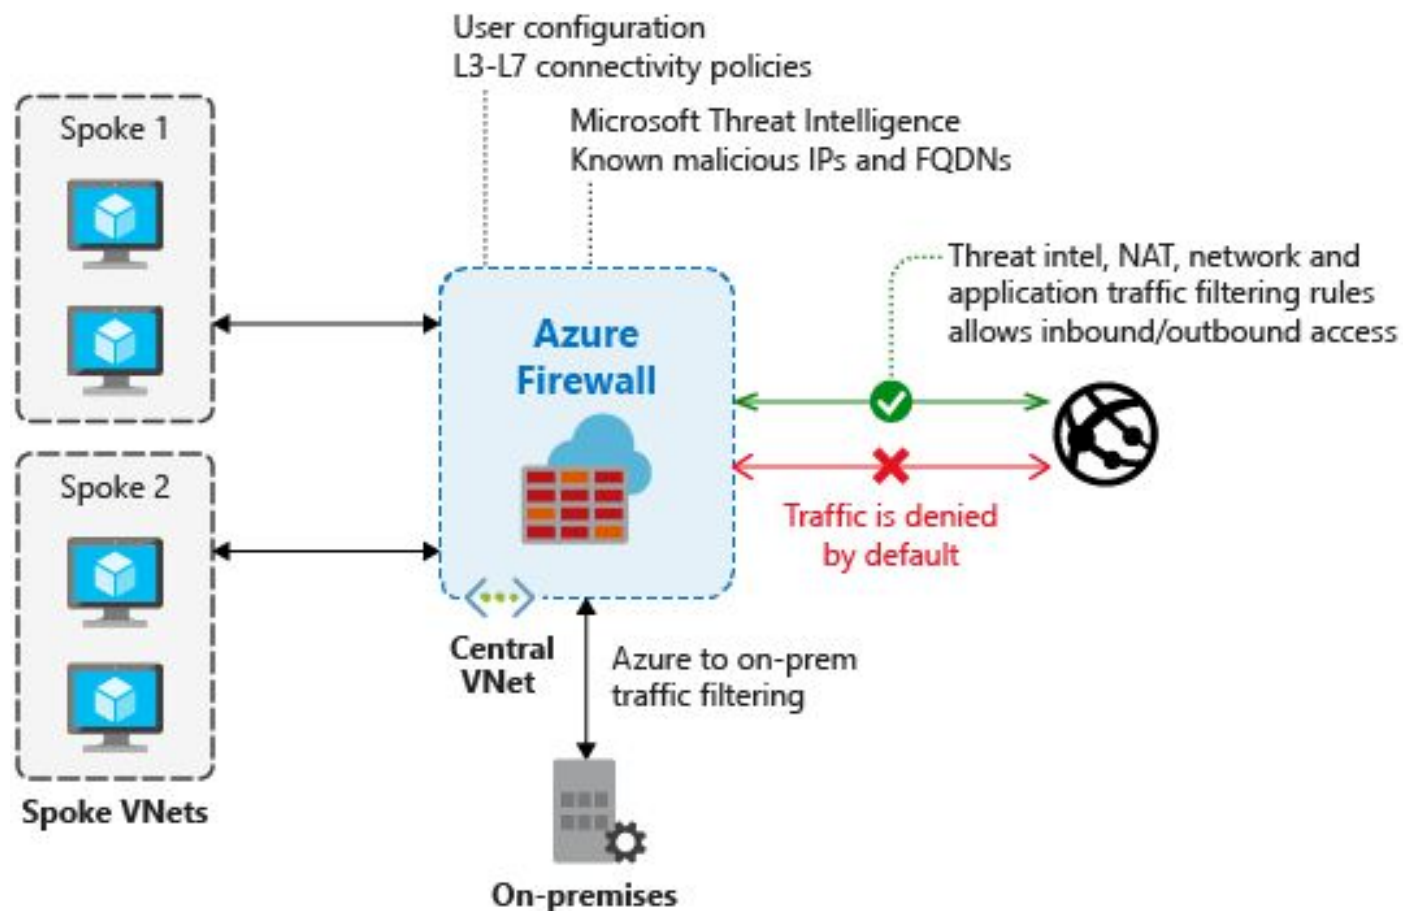 User configuration
L3-L7 connectivity policies
Microsoft Threat Intelligence
Known malicious IPs and FQDNs
Spoke 1
Threat intel, NAT, network and
application traffic filtering rules
allows inbound/outbound access
Azure
Firewall
Spoke 2
Traffic is denied
by default
Central
VNet
Azure to on-prem
traffic filtering
Spoke VNets
On-premises